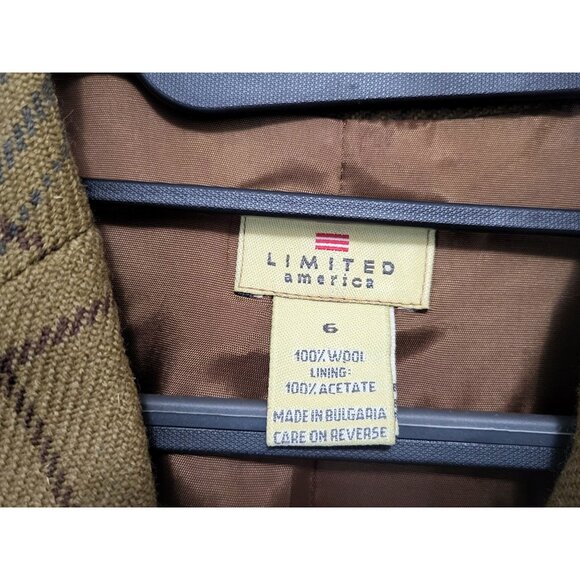 LIMITED
america
6
100% WOOL
LINING:
100% ACETATE
MADE IN BULGARIA
CARE ON REVERSE